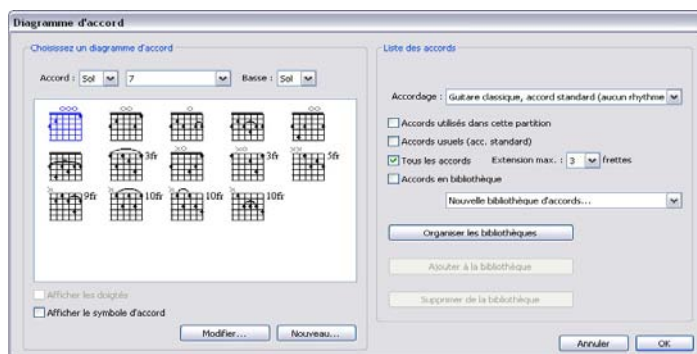 Diagramme d'accord
Choisissez un diagramme d'accord
Accord : Sol 7 Basse : Sol
3fr 3fr 5fr
9fr 10fr 10fr 10fr
Afficher les doigtés
Afficher le symbole d'accord
Modifier... Nouveau...
Liste des accords
Accordage : Guitare classique, accord standard (aucun rhythme
Accords utilisés dans cette partition
Accords usuels (acc. standard)
Tous les accords Extension max. : 3 frettes
Accords en bibliothèque
Nouvelle bibliothèque d'accords...
Organiser les bibliothèques
Ajouter à la bibliothèque
Supprimer de la bibliothèque
Annuler OK